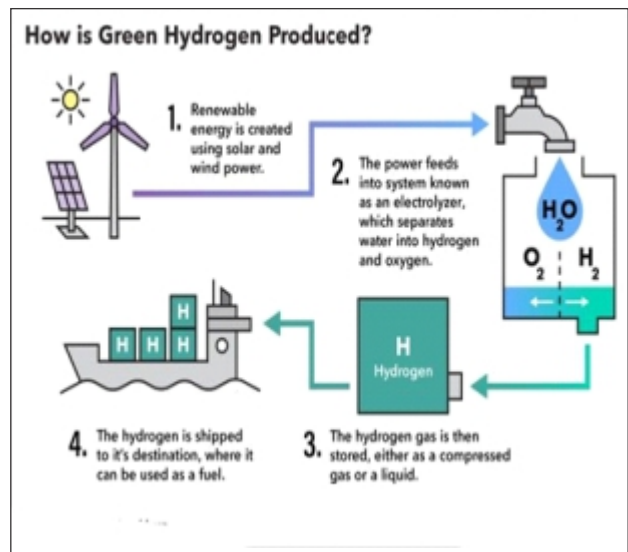 How is Green Hydrogen Produced?
1. Renewable
energy is created
using solar and
wind power.
2. The power feeds
into system known
as an electrolyzer,
which separates
water into hydrogen
and oxygen.
H2O
O2 H2
H H H H
H
Hydrogen
3. The hydrogen gas is then
stored, either as a compressed
gas or a liquid.
4. The hydrogen is shipped
to it's destination, where it
can be used as a fuel.